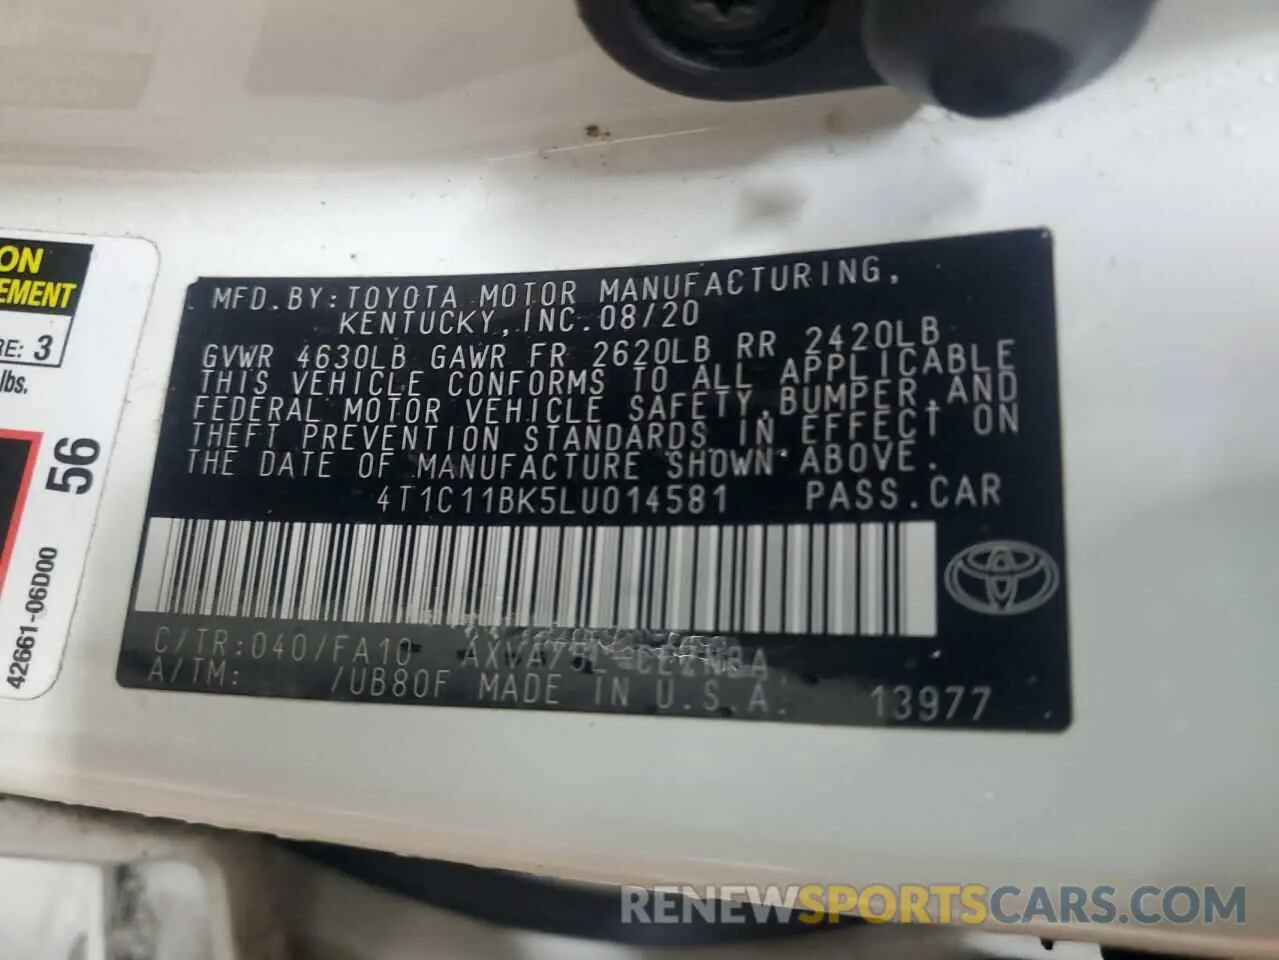 ON
EMENT
RE: 3
lbs.
56
42661-06D00
MFD.BY:TOYOTA MOTOR MANUFACTURING,
KENTUCKY,INC.08/20
GVWR 4630LB GAWR FR 2620LB RR 2420LB
THIS VEHICLE CONFORMS TO ALL APPLICABLE
FEDERAL MOTOR VEHICLE SAFETY,BUMPER,AND
THEFT PREVENTION STANDARDS IN EFFECT ON
THE DATE OF MANUFACTURE SHOWN ABOVE.
4T1C11BK5LU014581 PASS.CAR
C/TR:040/FA10
A/TM: /UB80F MADE IN U.S.A. 13977
RENEWSPORTSCARS.COM